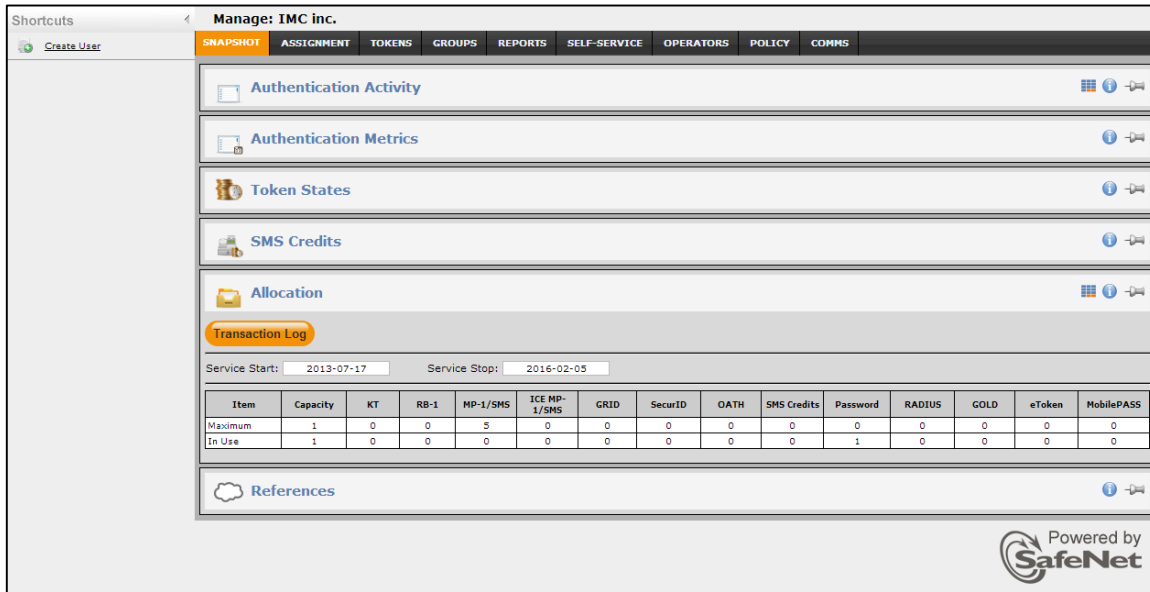 Shortcuts
Create User
Manage: IMC inc.
SNAPSHOT ASSIGNMENT TOKENS GROUPS REPORTS SELF-SERVICE OPERATORS POLICY COMMS
Authentication Activity
Authentication Metrics
Token States
SMS Credits
Allocation
Transaction Log
Service Start: 2013-07-17 Service Stop: 2016-02-05
Item Capacity KT RB-1 MP-1/SMS ICE MP-1/SMS GRID SecurID OATH SMS Credits Password RADIUS GOLD eToken MobilePASS
Maximum 1 0 0 5 0 0 0 0 0 0 0 0 0 0
In Use 1 0 0 0 0 0 0 0 0 1 0 0 0 0
References
Powered by
SafeNet